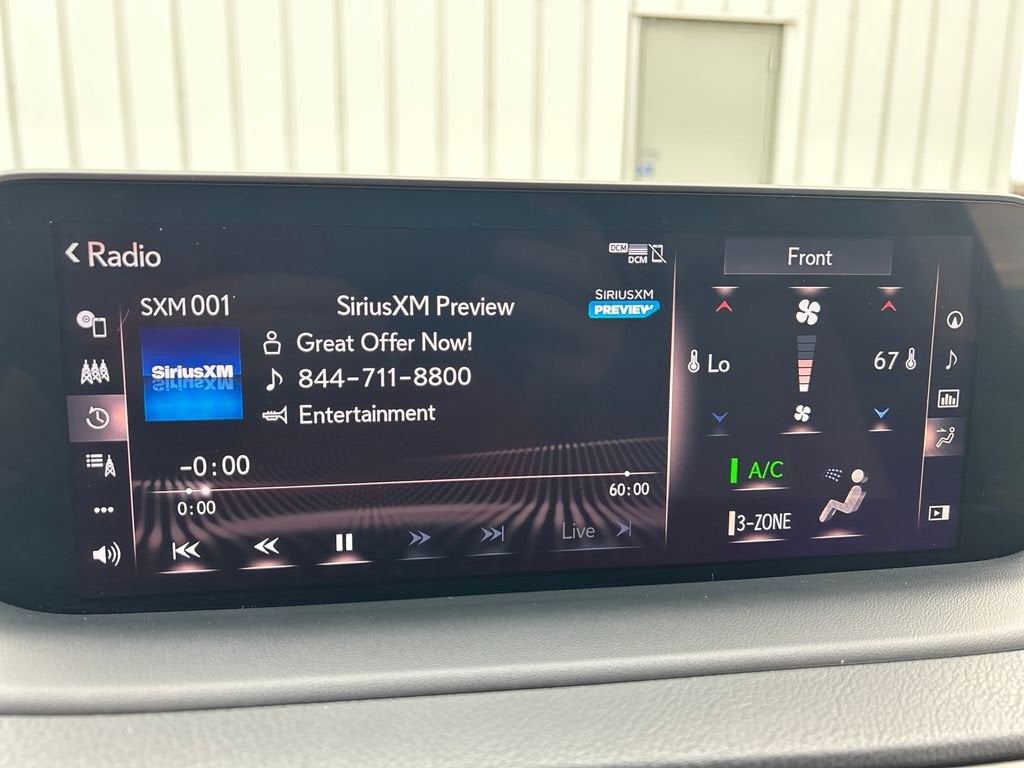 Radio
DCM
DCM
SXM 001
SiriusXM Preview
SIRIUSXM
PREVIEW
SiriusXM
Great Offer Now!
844-711-8800
Entertainment
-0:00
0:00
60:00
Live
Front
Lo
67
A/C
3-ZONE